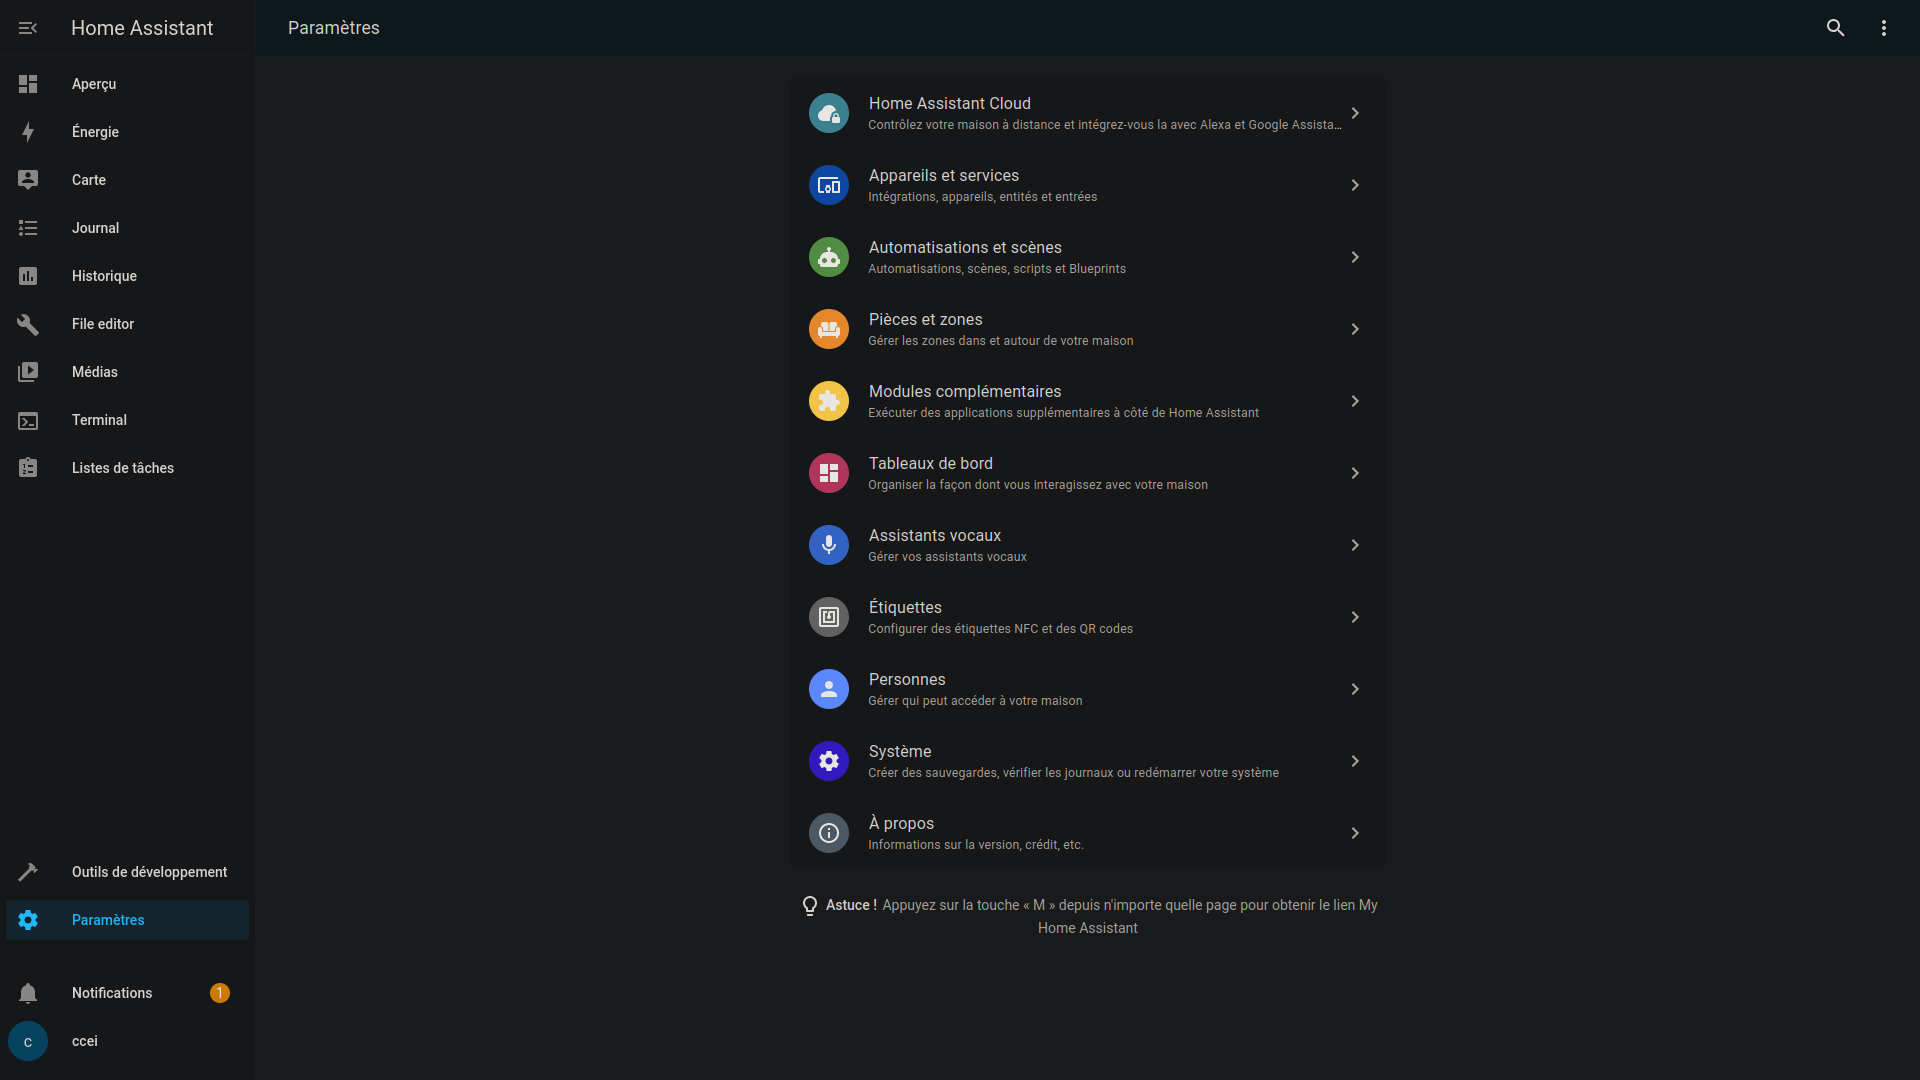 Home Assistant
Paramètres
Aperçu
Énergie
Carte
Journal
Historique
File editor
Médias
Terminal
Listes de tâches
Outils de développement
Paramètres
Notifications
1
c
ccei
Home Assistant Cloud
Contrôlez votre maison à distance et intégrez-vous la avec Alexa et Google Assista…
Appareils et services
Intégrations, appareils, entités et entrées
Automatisations et scènes
Automatisations, scènes, scripts et Blueprints
Pièces et zones
Gérer les zones dans et autour de votre maison
Modules complémentaires
Exécuter des applications supplémentaires à côté de Home Assistant
Tableaux de bord
Organiser la façon dont vous interagissez avec votre maison
Assistants vocaux
Gérer vos assistants vocaux
Étiquettes
Configurer des étiquettes NFC et des QR codes
Personnes
Gérer qui peut accéder à votre maison
Système
Créer des sauvegardes, vérifier les journaux ou redémarrer votre système
À propos
Informations sur la version, crédit, etc.
Astuce ! Appuyez sur la touche « M » depuis n'importe quelle page pour obtenir le lien My
Home Assistant